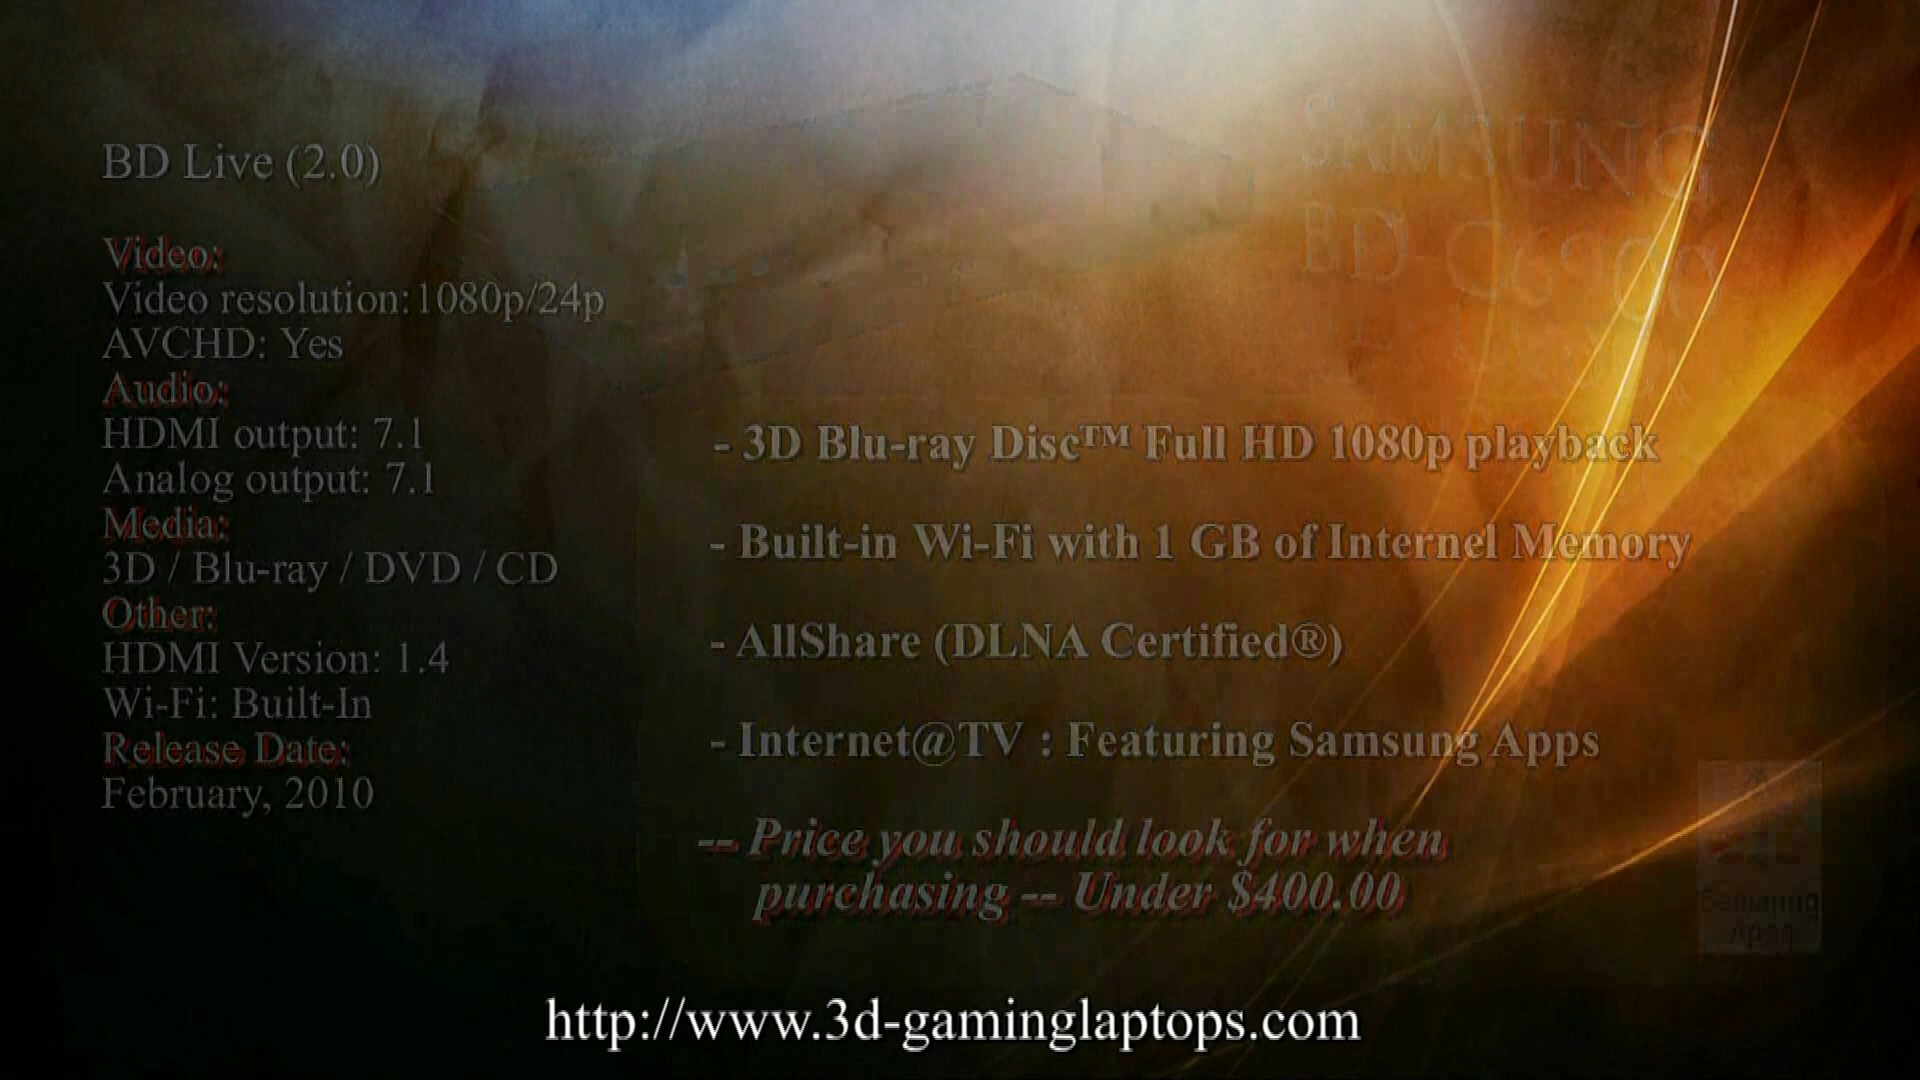 BD Live (2.0)
Video:
Video resolution:1080p/24p
AVCHD: Yes
Audio:
HDMI output: 7.1
Analog output: 7.1
Media:
3D / Blu-ray / DVD / CD
Other:
HDMI Version: 1.4
Wi-Fi: Built-In
Release Date:
February, 2010
SAMSUNG
BD-C6900
- 3D Blu-ray Disc™ Full HD 1080p playback
- Built-in Wi-Fi with 1 GB of Internel Memory
- AllShare (DLNA Certified®)
- Internet@TV : Featuring Samsung Apps
-- Price you should look for when
purchasing -- Under $400.00
Samsung
Apps
http://www.3d-gaminglaptops.com